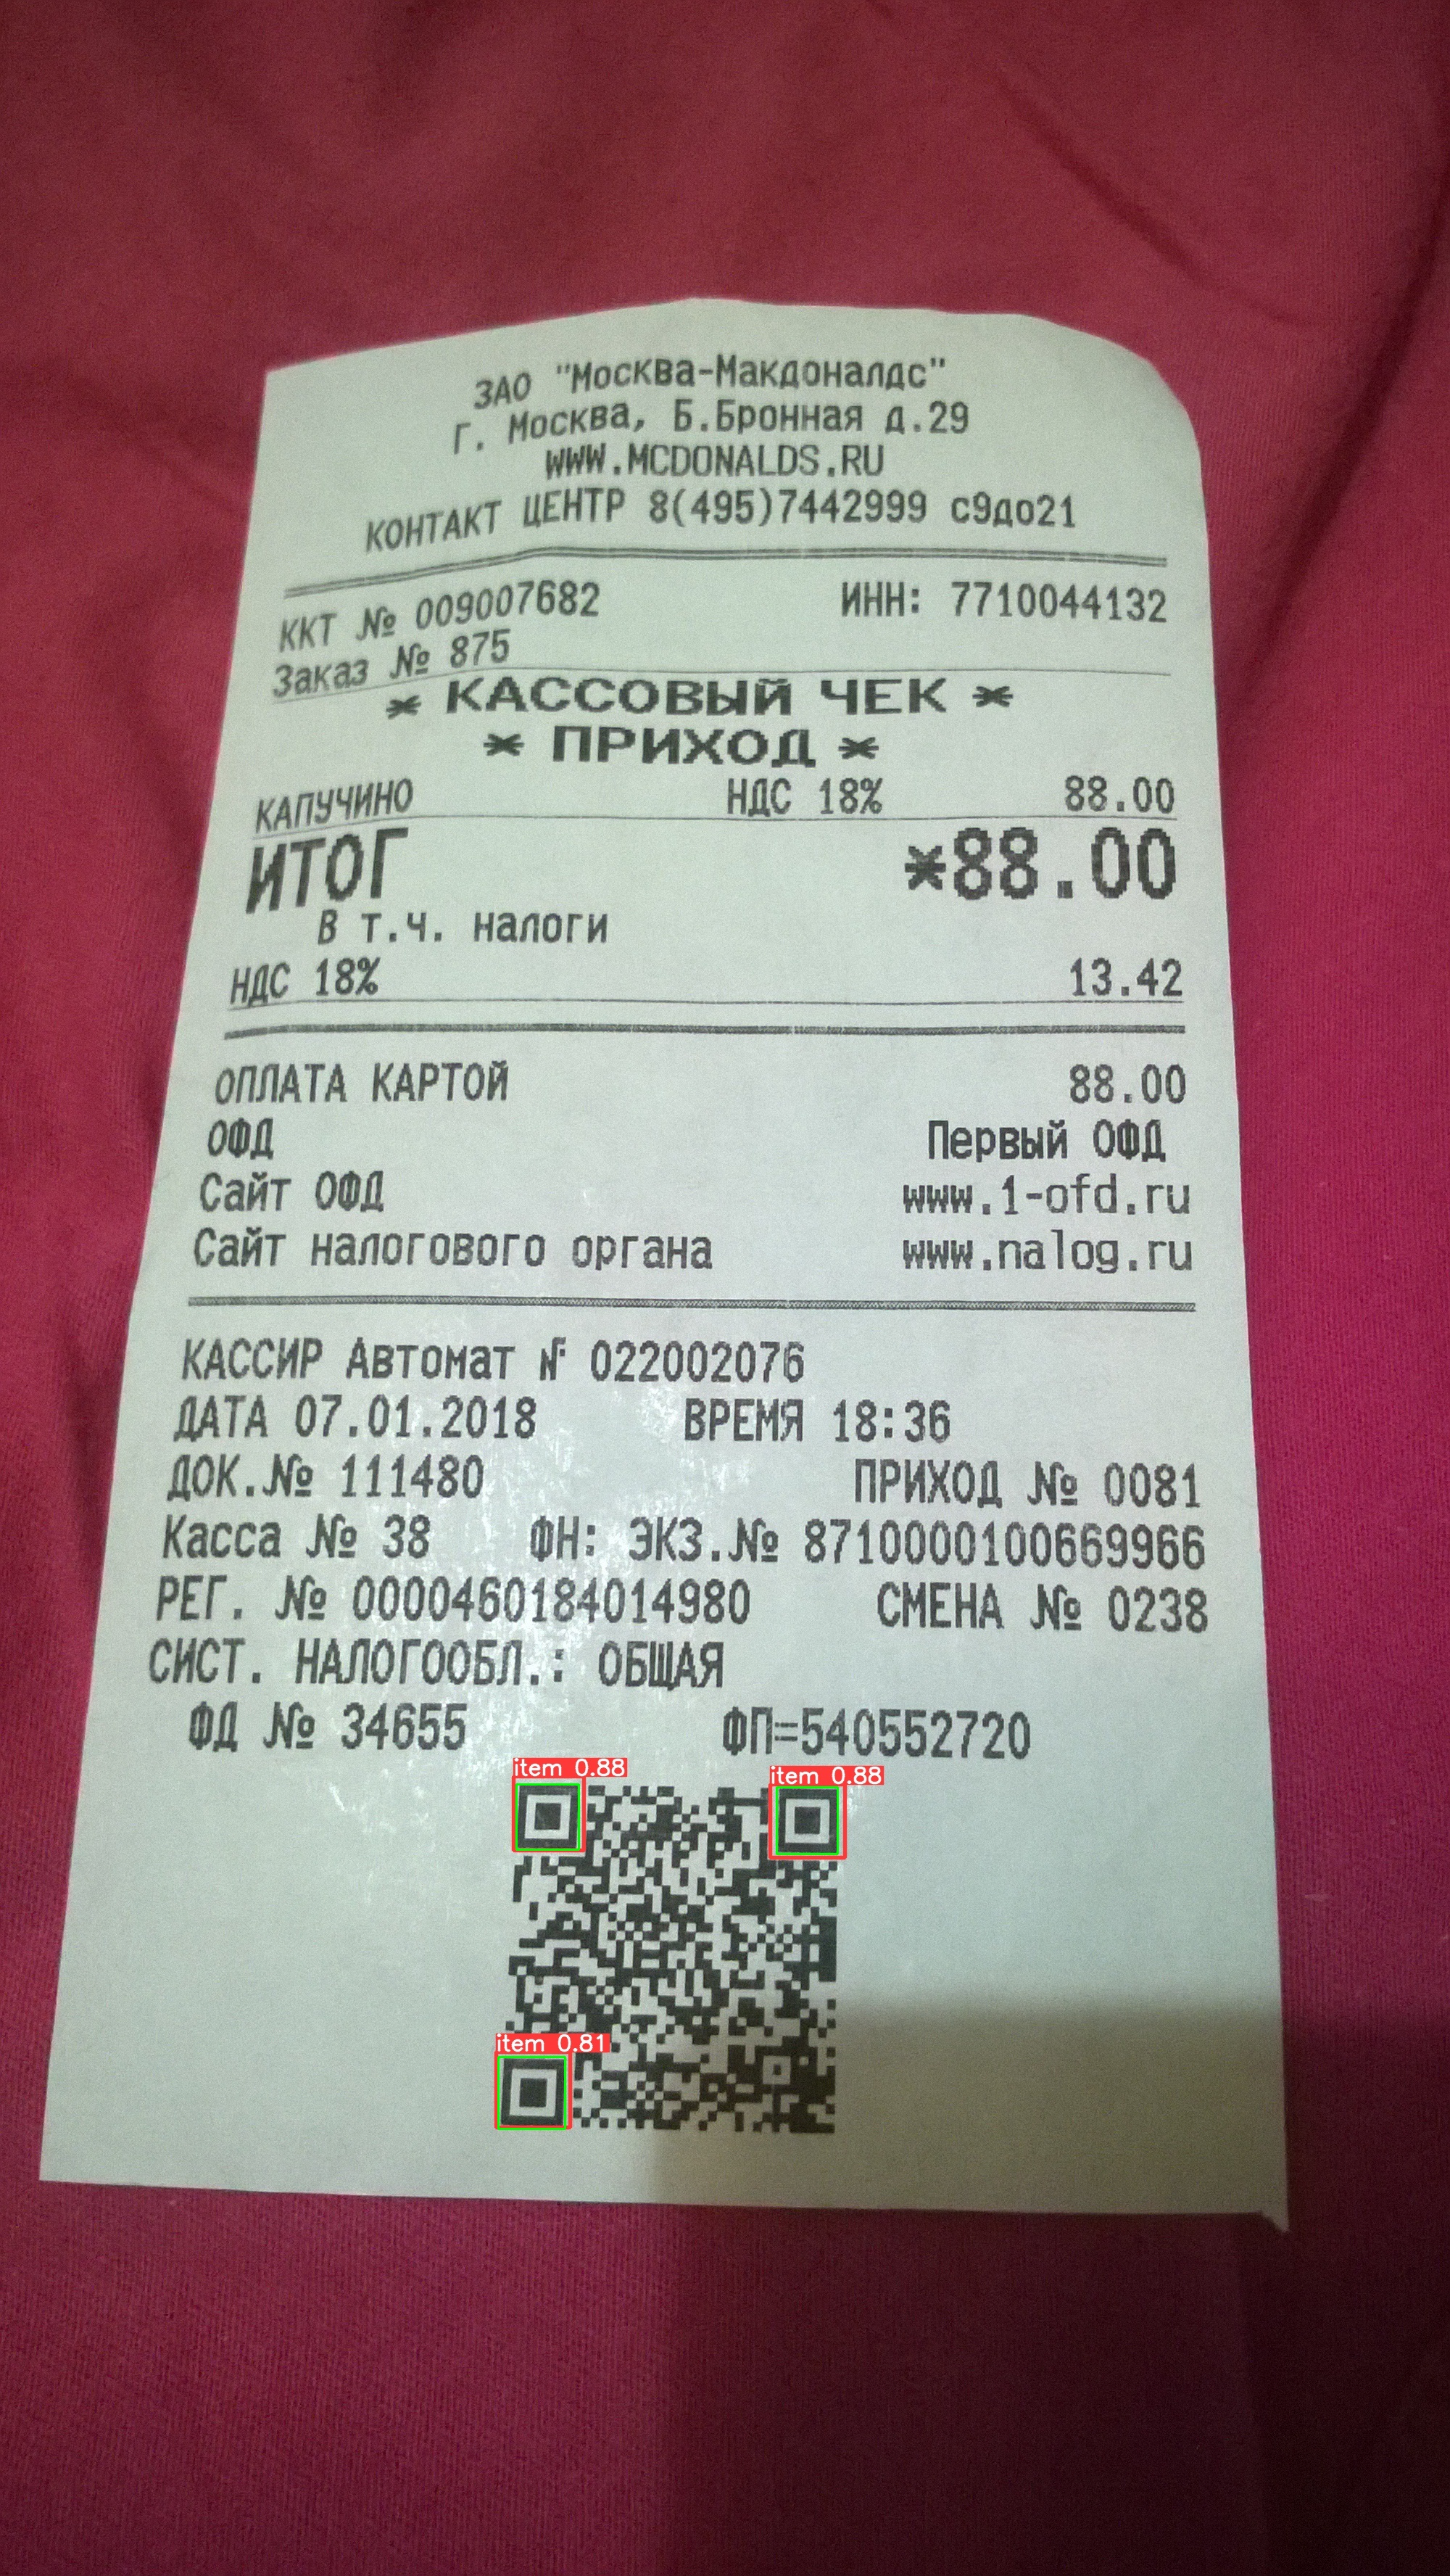 ЗАО "Москва-Макдоналдс"
г. Москва, Б.Бронная д.29
WWW.MCDONALDS.RU
КОНТАКТ ЦЕНТР 8(495)7442999 с9до21
ККТ № 009007682 ИНН: 7710044132
Заказ № 875
* КАССОВЫЙ ЧЕК *
* ПРИХОД *
КАПУЧИНО НДС 18% 88.00
ИТОГ *88.00
В т.ч. налоги
НДС 18% 13.42
ОПЛАТА КАРТОЙ 88.00
ОФД Первый ОФД
Сайт ОФД www.1-ofd.ru
Сайт налогового органа www.nalog.ru
КАССИР Автомат № 022002076
ДАТА 07.01.2018 ВРЕМЯ 18:36
ДОК.№ 111480 ПРИХОД № 0081
Касса № 38 ФН: ЭКЗ.№ 8710000100669966
РЕГ. № 0000460184014980 СМЕНА № 0238
СИСТ. НАЛОГООБЛ.: ОБЩАЯ
ФД № 34655 ФП=540552720
item 0.88 item 0.88
item 0.81